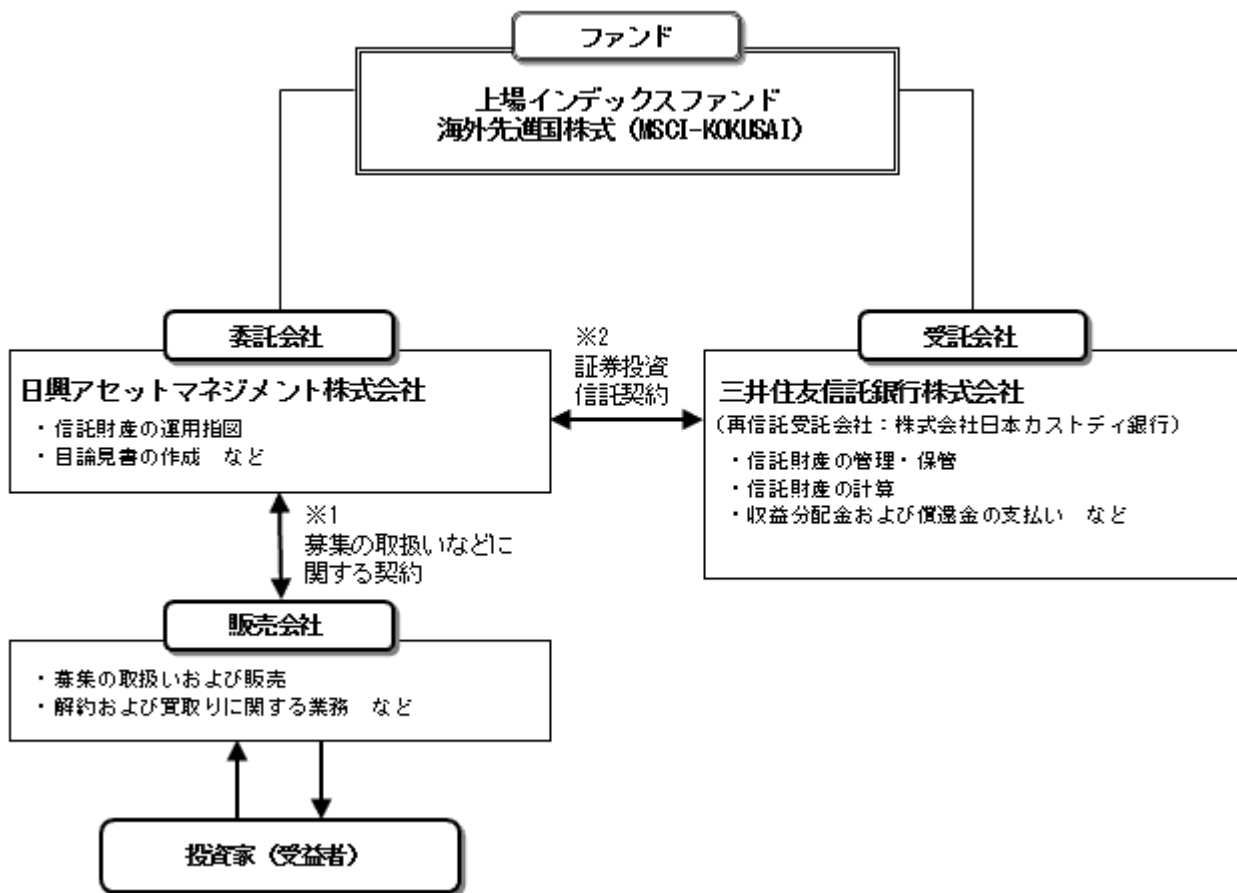 ファンド
上場インデックスファンド
海外先進国株式（MSCI-KOKUSAI）
委託会社
日興アセットマネジメント株式会社
・信託財産の運用指図
・目論見書の作成　など
※2
証券投資
信託契約
受託会社
三井住友信託銀行株式会社
（再信託受託会社：株式会社日本カストディ銀行）
・信託財産の管理・保管
・信託財産の計算
・収益分配金および償還金の支払い　など
※1
募集の取扱いなどに
関する契約
販売会社
・募集の取扱いおよび販売
・解約および買取りに関する業務　など
投資家（受益者）